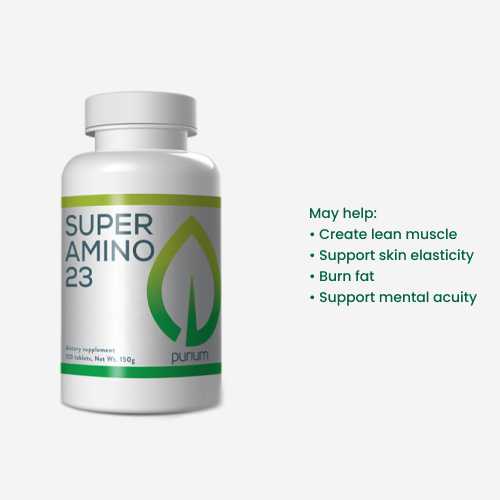 SUPER
AMINO
23
dietary supplement
150 tablets, Net Wt. 150g
purium
May help:
• Create lean muscle
• Support skin elasticity
• Burn fat
• Support mental acuity